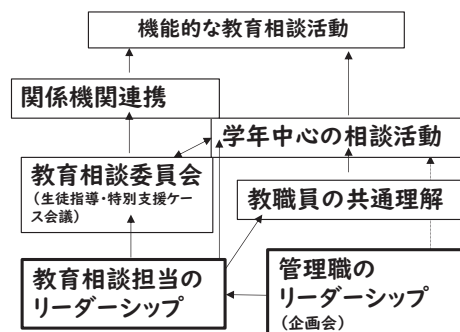 機能的な教育相談活動
関係機関連携
学年中心の相談活動
教育相談委員会
(生徒指導・特別支援ケー
ス会議)
教職員の共通理解
教育相談担当の
リーダーシップ
管理職の
リーダーシップ
(企画会)